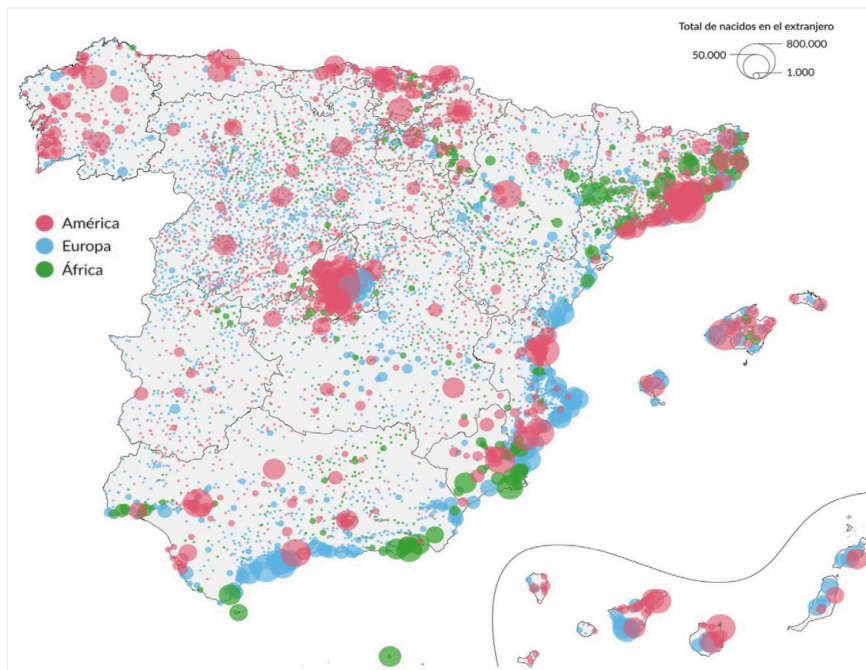 Total de nacidos en el extranjero
800.000
50.000
1.000
América
Europa
África